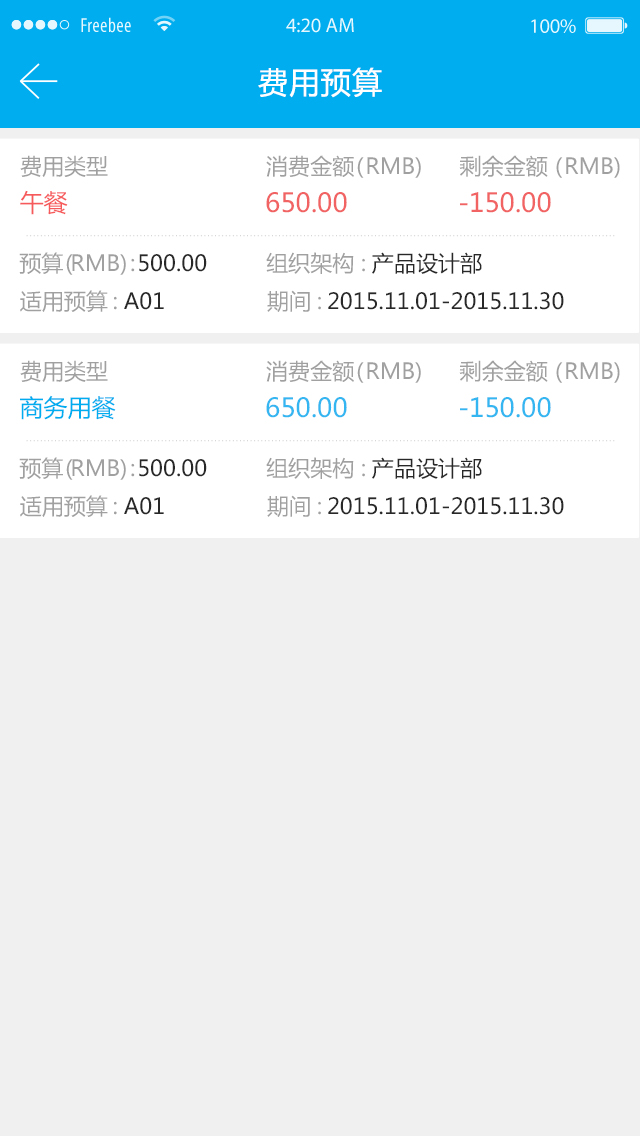 Freebee 4:20 AM 100%
费用预算
费用类型 消费金额(RMB) 剩余金额 (RMB)
午餐 650.00 -150.00
预算(RMB):500.00 组织架构 : 产品设计部
适用预算 : A01 期间 : 2015.11.01-2015.11.30
费用类型 消费金额(RMB) 剩余金额 (RMB)
商务用餐 650.00 -150.00
预算(RMB):500.00 组织架构 : 产品设计部
适用预算 : A01 期间 : 2015.11.01-2015.11.30